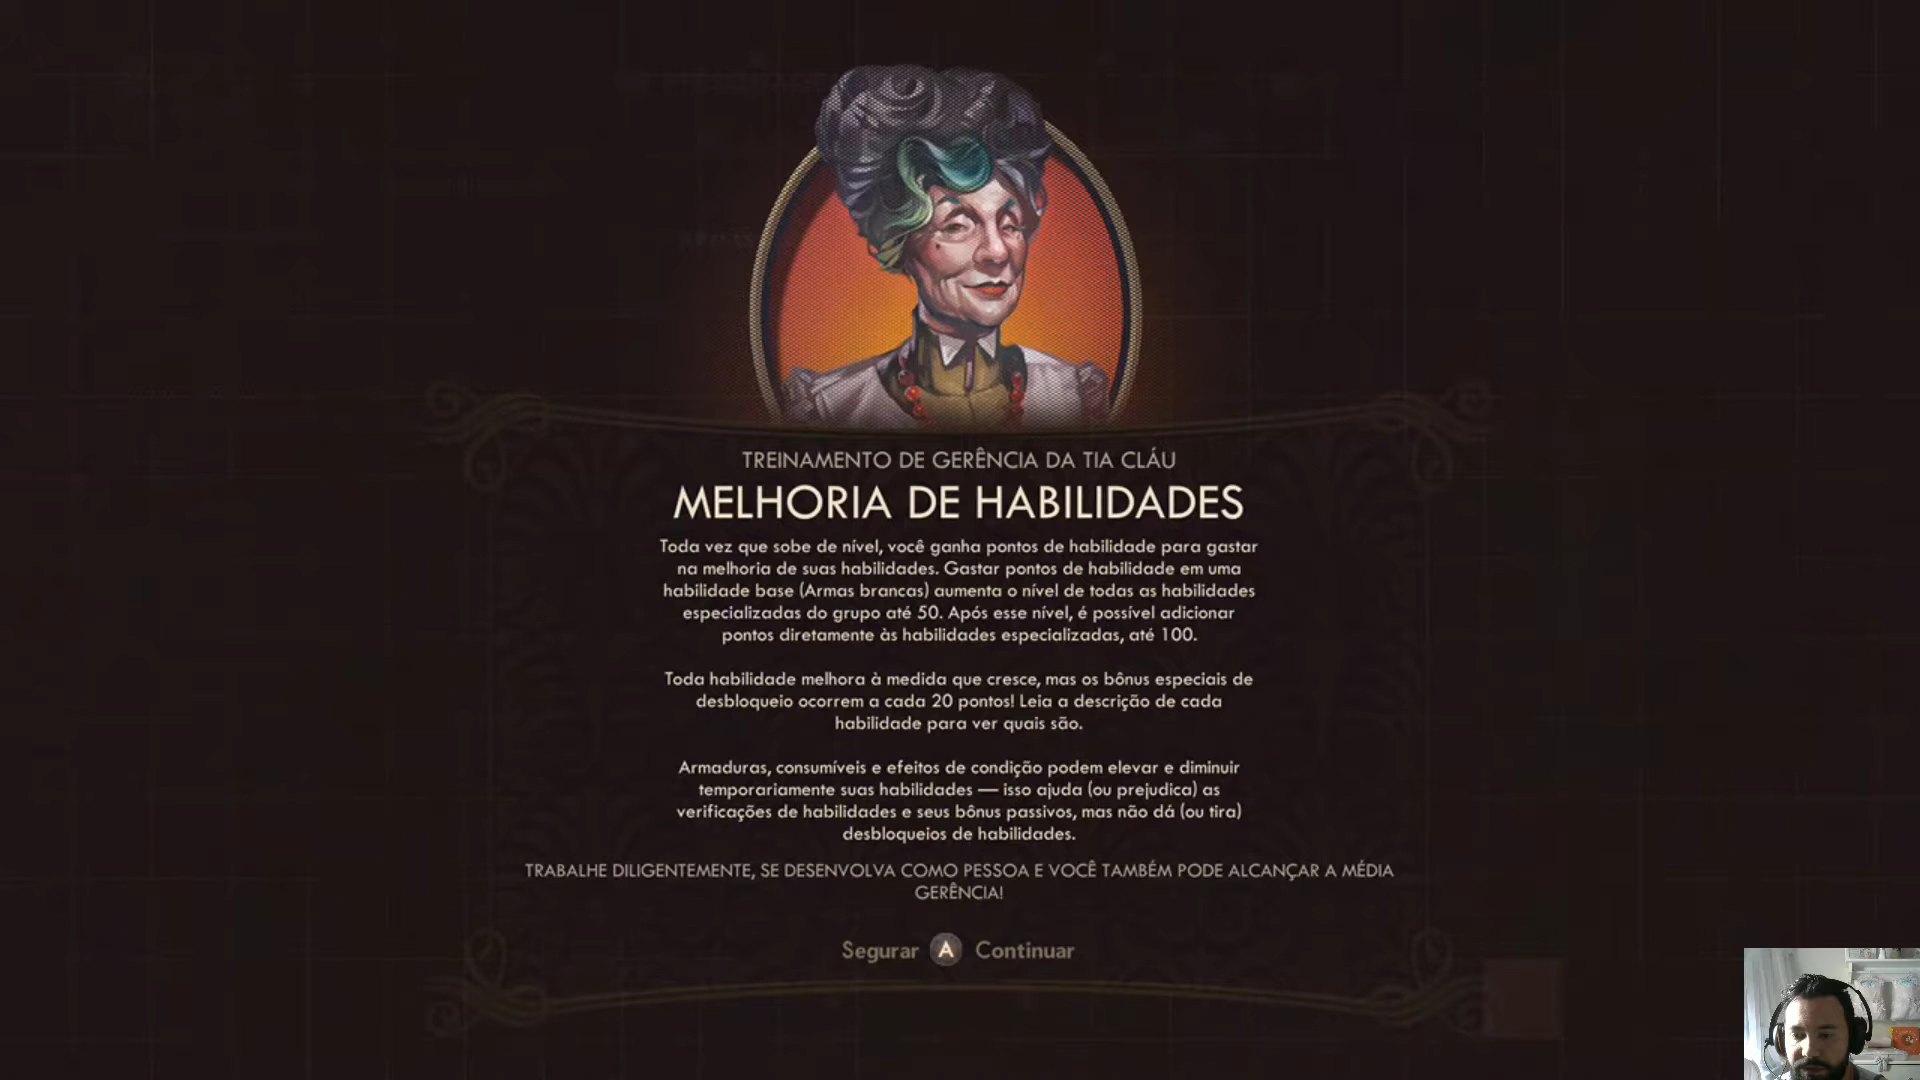 TREINAMENTO DE GERÊNCIA DA TIA CLÁU
MELHORIA DE HABILIDADES
Toda vez que sobe de nível, você ganha pontos de habilidade para gastar
na melhoria de suas habilidades. Gastar pontos de habilidade em uma
habilidade base (Armas brancas) aumenta o nível de todas as habilidades
especializadas do grupo até 50. Após esse nível, é possível adicionar
pontos diretamente às habilidades especializadas, até 100.
Toda habilidade melhora à medida que cresce, mas os bônus especiais de
desbloqueio ocorrem a cada 20 pontos! Leia a descrição de cada
habilidade para ver quais são.
Armaduras, consumíveis e efeitos de condição podem elevar e diminuir
temporariamente suas habilidades — isso ajuda (ou prejudica) as
verificações de habilidades e seus bônus passivos, mas não dá (ou tira)
desbloqueios de habilidades.
TRABALHE DILIGENTEMENTE, SE DESENVOLVA COMO PESSOA E VOCÊ TAMBÉM PODE ALCANÇAR A MÉDIA
GERÊNCIA!
Segurar A Continuar